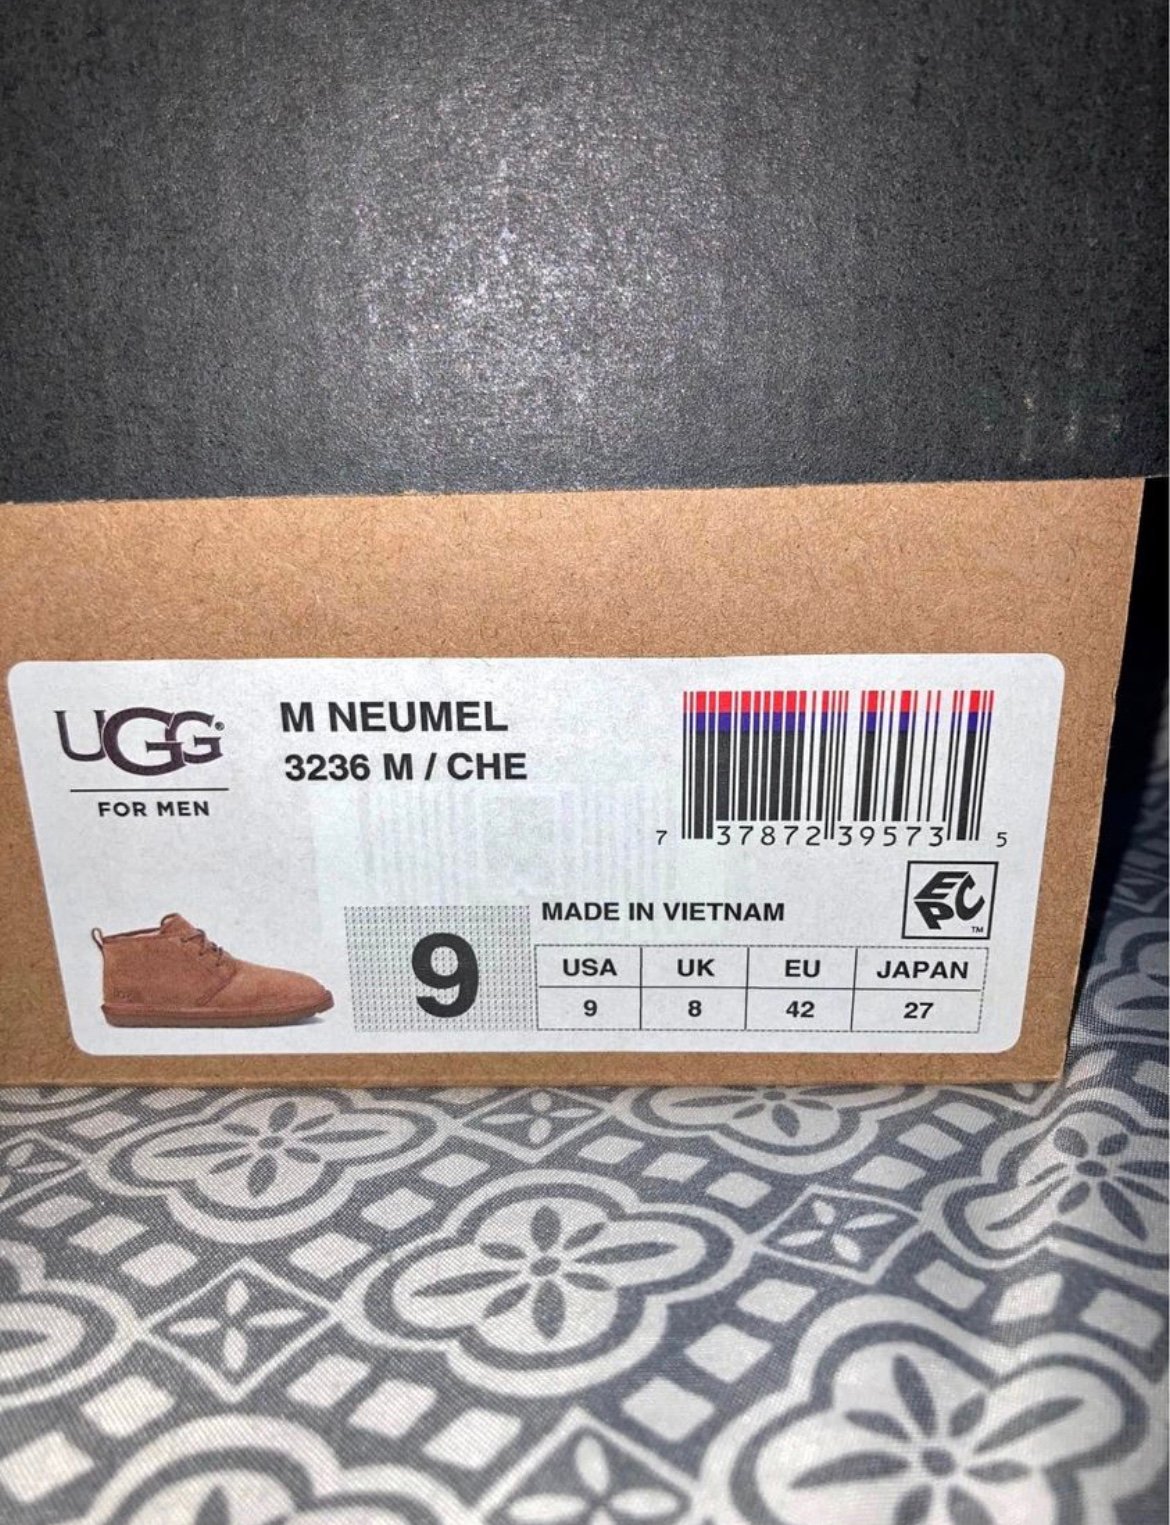 UGG®
FOR MEN
M NEUMEL
3236 M / CHE
7 37872 39573 5
EPC™
MADE IN VIETNAM
9
USA UK EU JAPAN
9 8 42 27